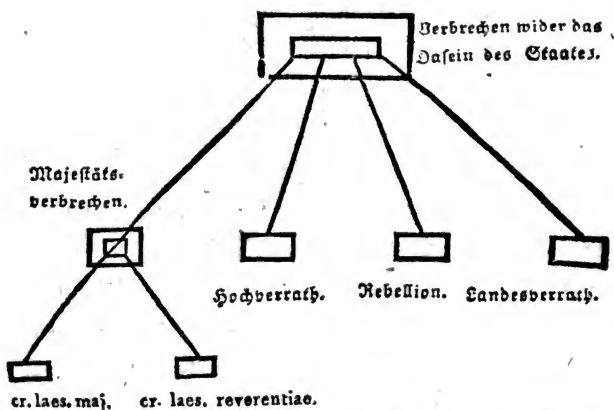 Verbrechen wider das
Dasein des Staates.
Majestäts-
verbrechen.
Hochverrath. Rebellion. Landesverrath.
cr. laes. maj. cr. laes. reverentiae.